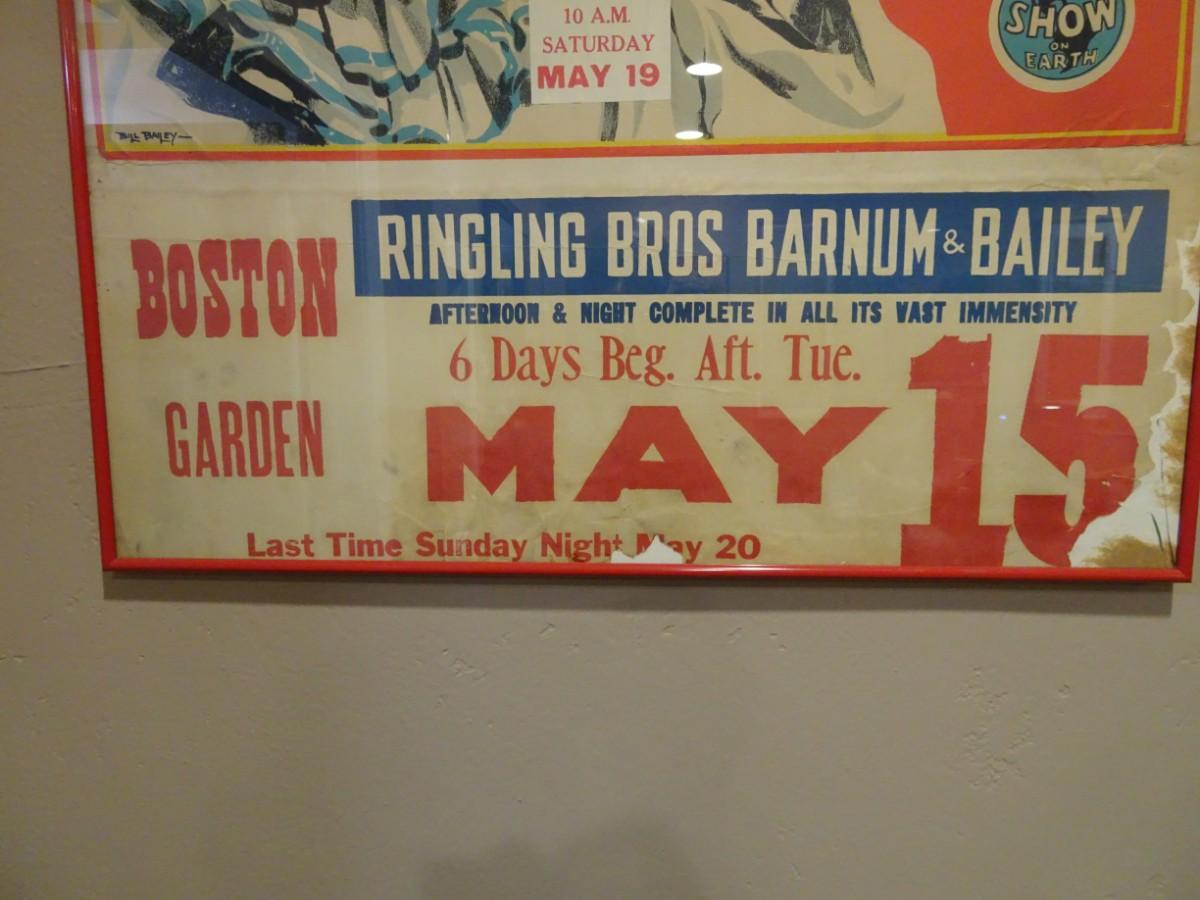 10 A.M.
SATURDAY
MAY 19
SHOW
ON
EARTH
BILL BAILEY
BOSTON
GARDEN
RINGLING BROS BARNUM & BAILEY
AFTERNOON & NIGHT COMPLETE IN ALL ITS VAST IMMENSITY
6 Days Beg. Aft. Tue.
MAY 15
Last Time Sunday Night May 20